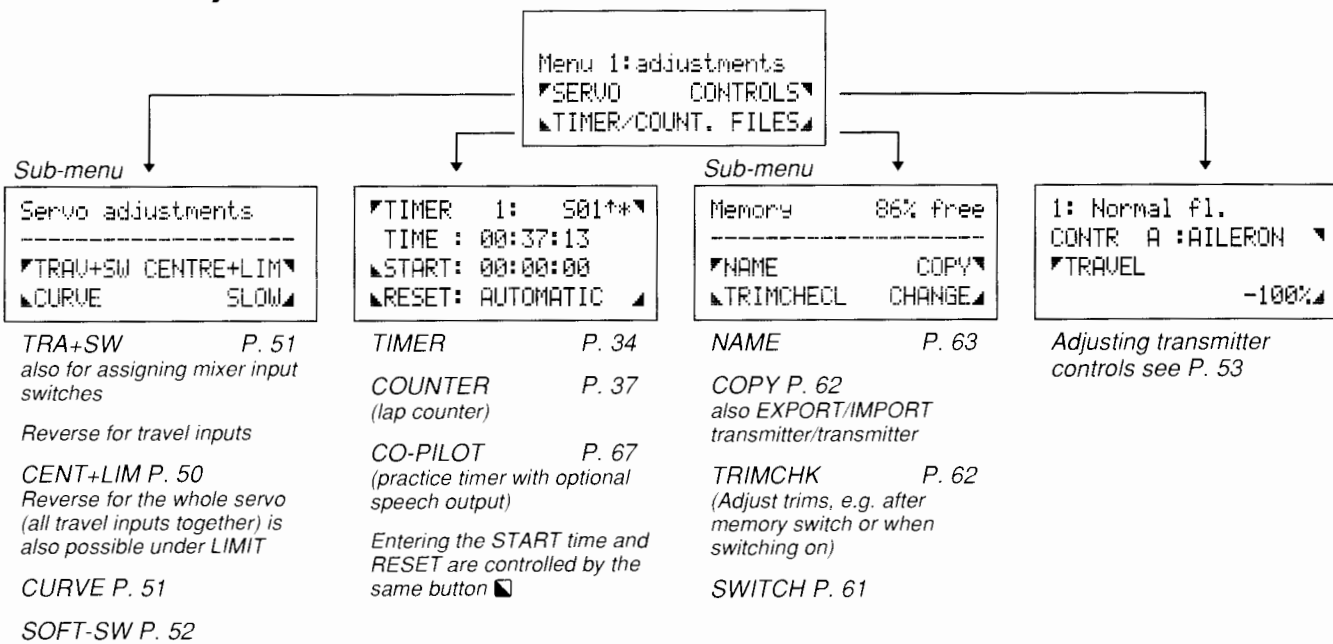 Menu 1:adjustments
SERVO CONTROLS
TIMER/COUNT. FILES
Sub-menu
Servo adjustments
TRAV+SW CENTRE+LIM
CURVE SLOW
TRA+SW P. 51
also for assigning mixer input
switches
Reverse for travel inputs
CENT+LIM P. 50
Reverse for the whole servo
(all travel inputs together) is
also possible under LIMIT
CURVE P. 51
SOFT-SW P. 52
TIMER 1: S01↑*
TIME : 00:37:13
START: 00:00:00
RESET: AUTOMATIC
TIMER P. 34
COUNTER P. 37
(lap counter)
CO-PILOT P. 67
(practice timer with optional
speech output)
Entering the START time and
RESET are controlled by the
same button
Sub-menu
Memory 86% free
NAME COPY
TRIMCHECL CHANGE
NAME P. 63
COPY P. 62
also EXPORT/IMPORT
transmitter/transmitter
TRIMCHK P. 62
(Adjust trims, e.g. after
memory switch or when
switching on)
SWITCH P. 61
1: Normal fl.
CONTR A :AILERON
TRAVEL
-100%
Adjusting transmitter
controls see P. 53